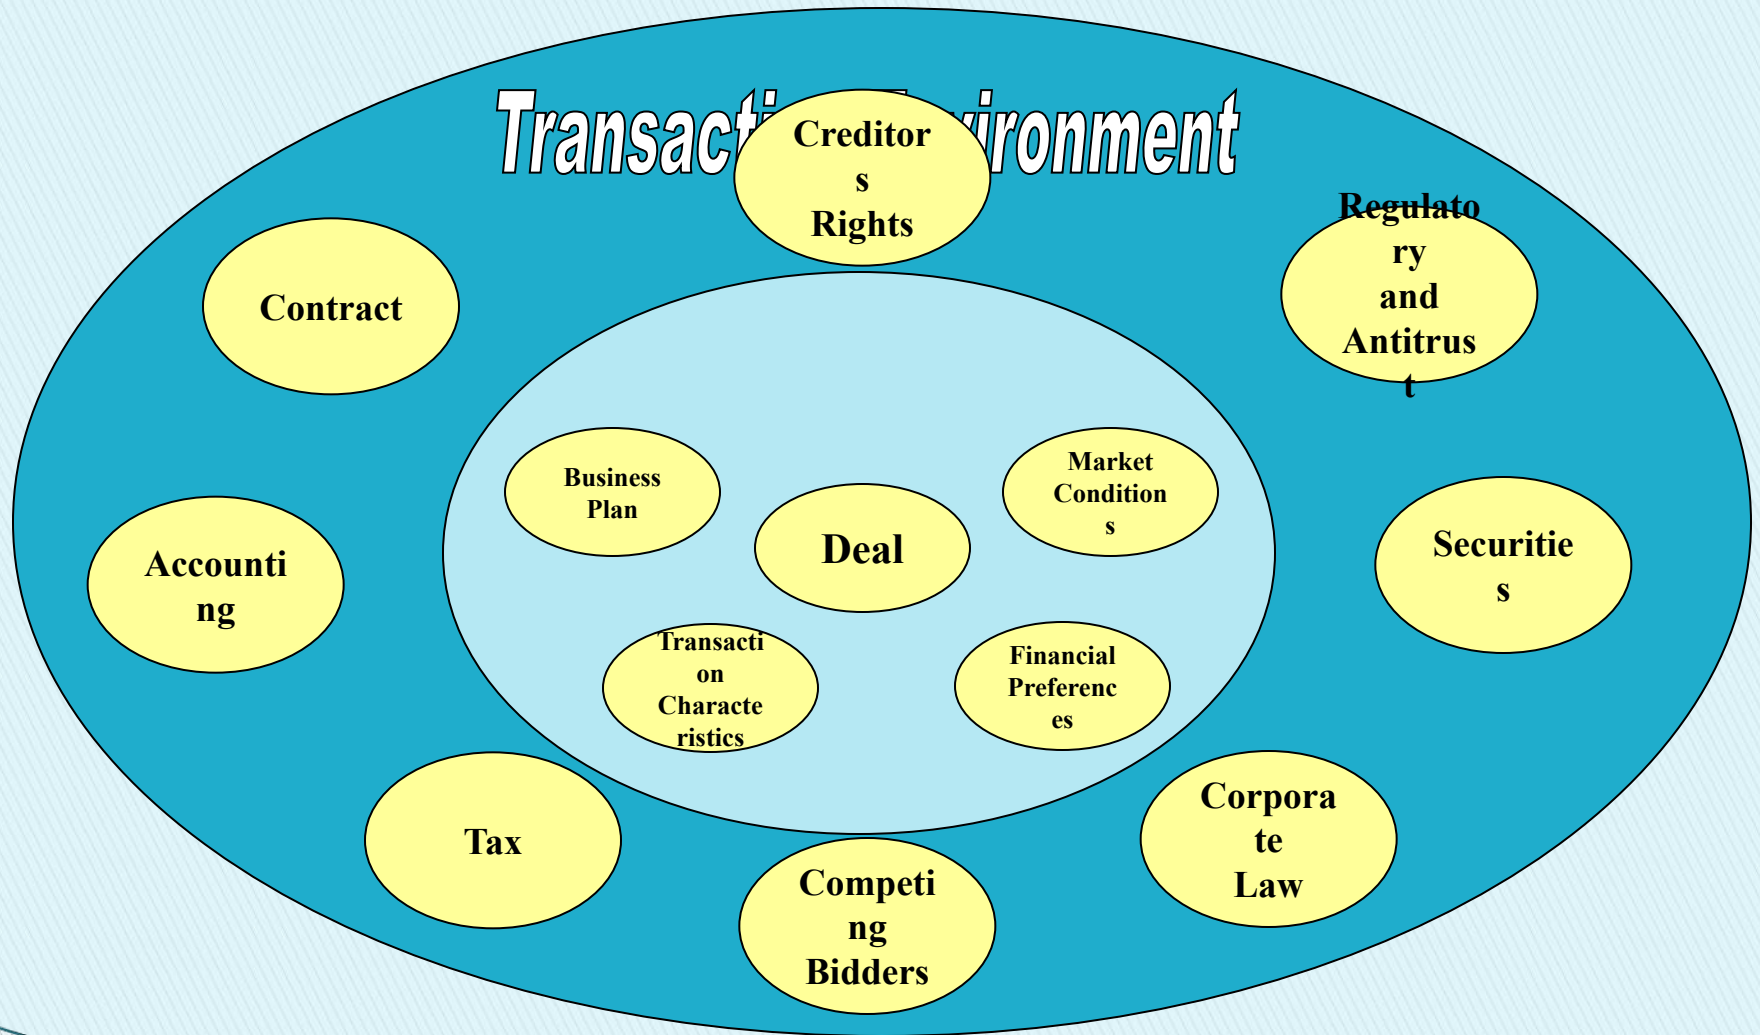 Transacti vironment
Creditor
s
Rights
Regulato
ry
and
Antitrus
t
Contract
Business
Plan
Market
Condition
s
Deal
Securitie
s
Accounti
ng
Transacti
on
Characte
ristics
Financial
Preferenc
es
Tax
Corpora
te
Law
Competi
ng
Bidders